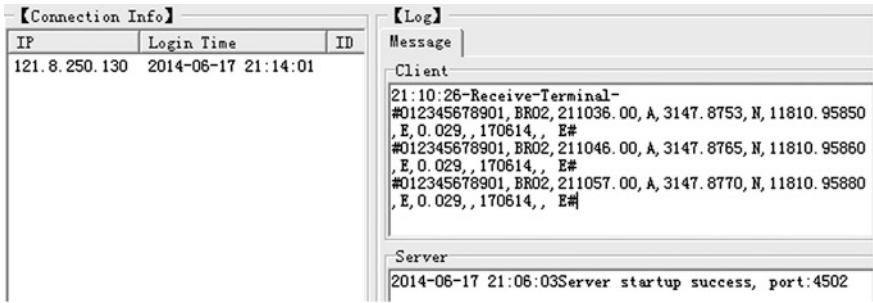 【Connection Info】
IP Login Time ID
121.8.250.130 2014-06-17 21:14:01
【Log】
Message
Client
21:10:26-Receive-Terminal-
#012345678901,BR02,211036.00,A,3147.8753,N,11810.95850
,E,0.029,,170614,, E#
#012345678901,BR02,211046.00,A,3147.8765,N,11810.95860
,E,0.029,,170614,, E#
#012345678901,BR02,211057.00,A,3147.8770,N,11810.95880
,E,0.029,,170614,, E#
Server
2014-06-17 21:06:03Server startup success, port:4502